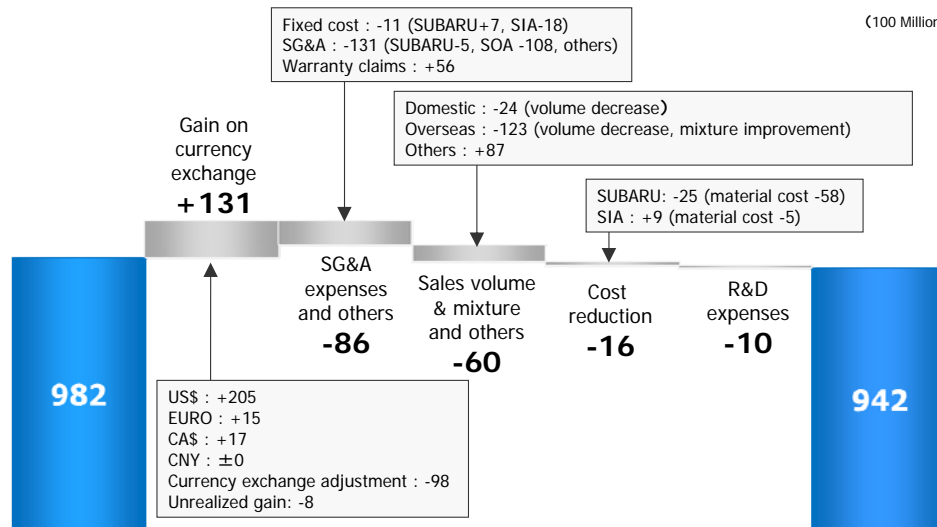 (100 Million
Fixed cost : -11 (SUBARU+7, SIA-18)
SG&A : -131 (SUBARU-5, SOA -108, others)
Warranty claims : +56
Domestic : -24 (volume decrease)
Overseas : -123 (volume decrease, mixture improvement)
Others : +87
SUBARU: -25 (material cost -58)
SIA : +9 (material cost -5)
Gain on
currency
exchange
+131
SG&A
expenses
and others
-86
Sales volume
& mixture
and others
-60
Cost
reduction
-16
R&D
expenses
-10
982
942
US$ : +205
EURO : +15
CA$ : +17
CNY : ±0
Currency exchange adjustment : -98
Unrealized gain: -8